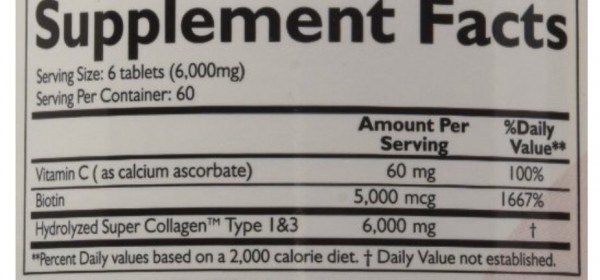 Supplement Facts
Serving Size: 6 tablets (6,000mg)
Serving Per Container: 60
Amount Per Serving %Daily Value**
Vitamin C ( as calcium ascorbate) 60 mg 100%
Biotin 5,000 mcg 1667%
Hydrolyzed Super Collagen™ Type 1&3 6,000 mg †
**Percent Daily values based on a 2,000 calorie diet. † Daily Value not established.